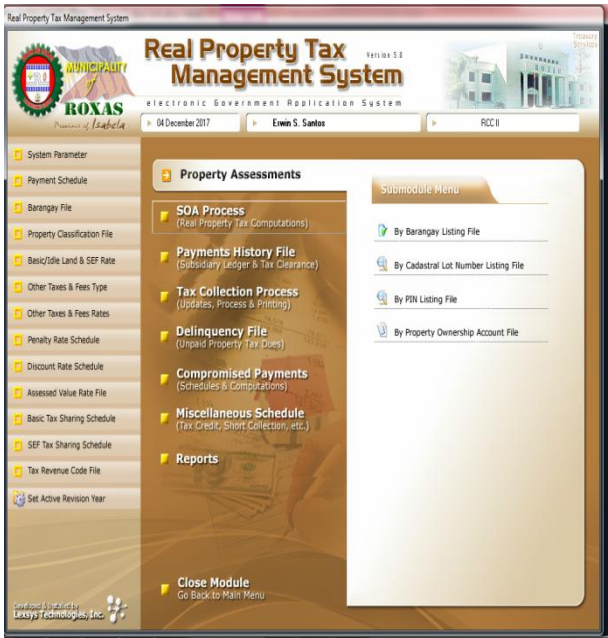 Real Property Tax Management System
MUNICIPALITY
of
ROXAS
Province of Isabela
Real Property Tax Version 5.0
Management System
electronic Government Application System
Treasury
Services
04 December 2017
Erwin S. Santos
RCC II
System Parameter
Payment Schedule
Barangay File
Property Classification File
Basic/Idle Land & SEF Rate
Other Taxes & Fees Type
Other Taxes & Fees Rates
Penalty Rate Schedule
Discount Rate Schedule
Assessed Value Rate File
Basic Tax Sharing Schedule
SEF Tax Sharing Schedule
Tax Revenue Code File
Set Active Revision Year
Developed & Installed by
Lexsys Technologies, Inc.
Property Assessments
SOA Process
(Real Property Tax Computations)
Payments History File
(Subsidiary Ledger & Tax Clearance)
Tax Collection Process
(Updates, Process & Printing)
Delinquency File
(Unpaid Property Tax Dues)
Compromised Payments
(Schedules & Computations)
Miscellaneous Schedule
(Tax Credit, Short Collection, etc.)
Reports
Close Module
Go Back to Main Menu
Submodule Menu
By Barangay Listing File
By Cadastral Lot Number Listing File
By PIN Listing File
By Property Ownership Account File